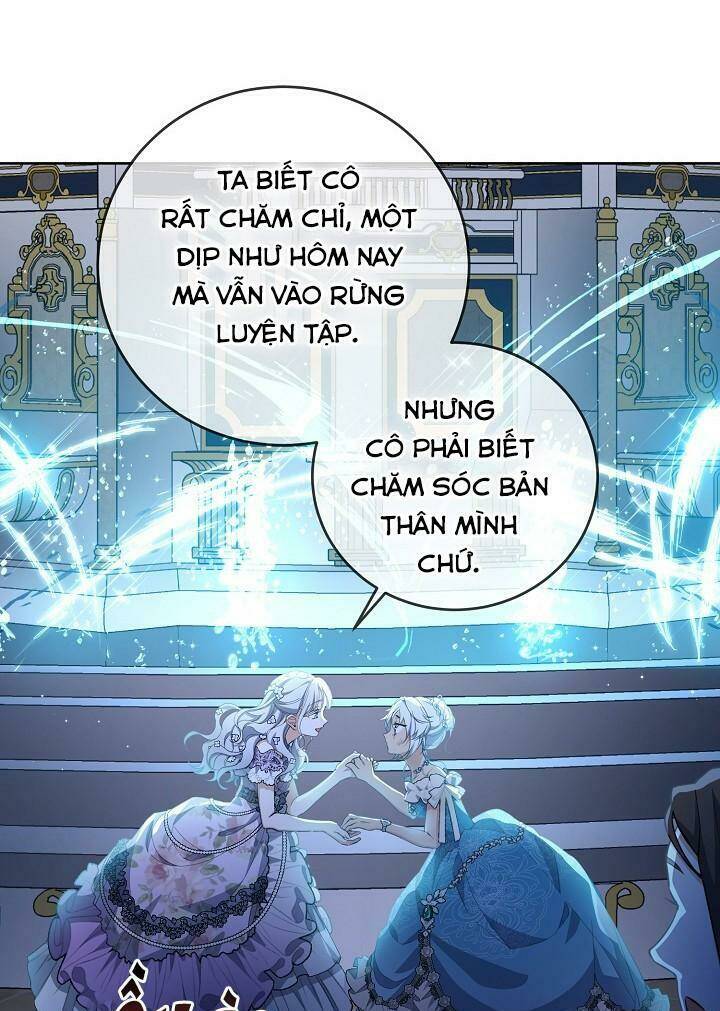 TA BIẾT CÔ
RẤT CHĂM CHỈ, MỘT
DỊP NHƯ HÔM NAY
MÀ VẪN VÀO RỪNG
LUYỆN TẬP.
NHƯNG
CÔ PHẢI BIẾT
CHĂM SÓC BẢN
THÂN MÌNH
CHỨ.